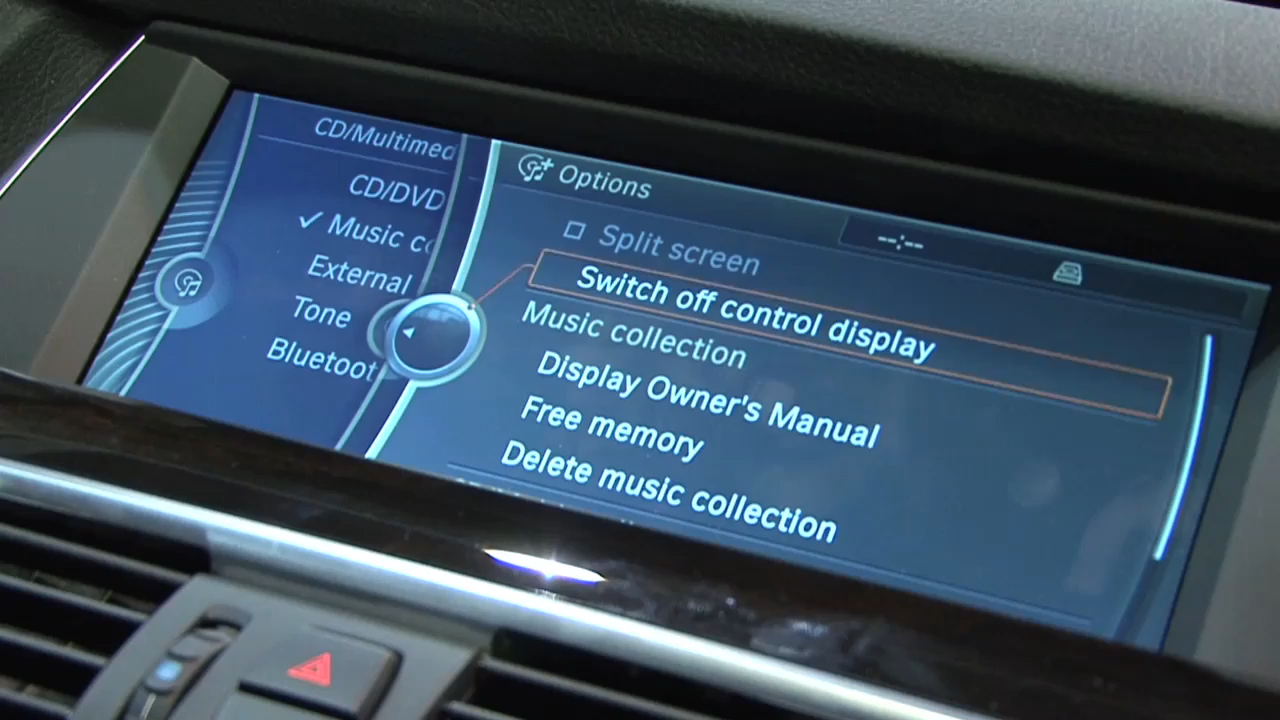 CD/Multimed
CD/DVD
✓ Music c
External
Tone
Bluetoot
Options
--:--
Split screen
Switch off control display
Music collection
Display Owner's Manual
Free memory
Delete music collection